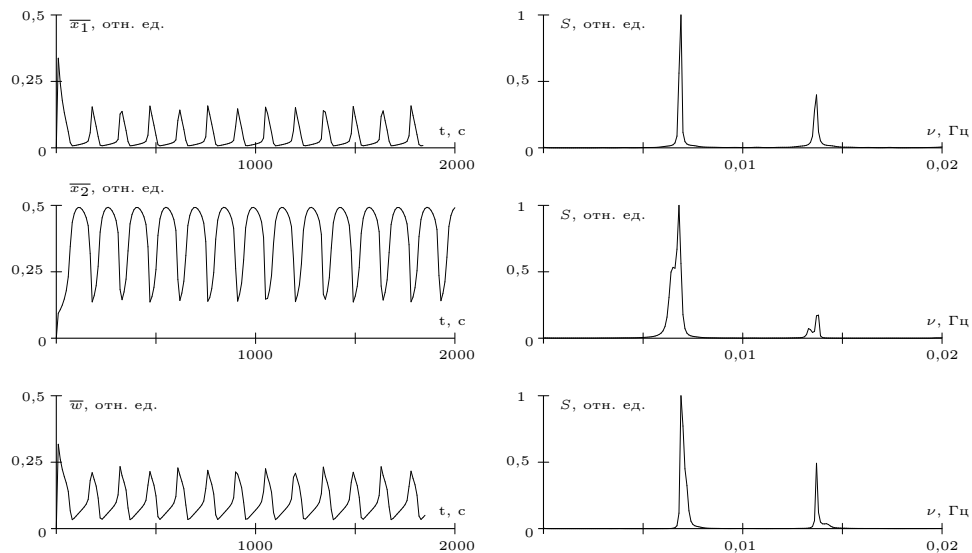 0,5
x1, отн. ед.
0,25
0
1000
2000
t, с
1
S, отн. ед.
0,5
0
0,01
0,02
ν, Гц
x2, отн. ед.
0,5
0,25
0
1000
2000
t, с
1
S, отн. ед.
0,5
0
0,01
0,02
ν, Гц
0,5
w, отн. ед.
0,25
0
1000
2000
t, с
1
S, отн. ед.
0,5
0
0,01
0,02
ν, Гц